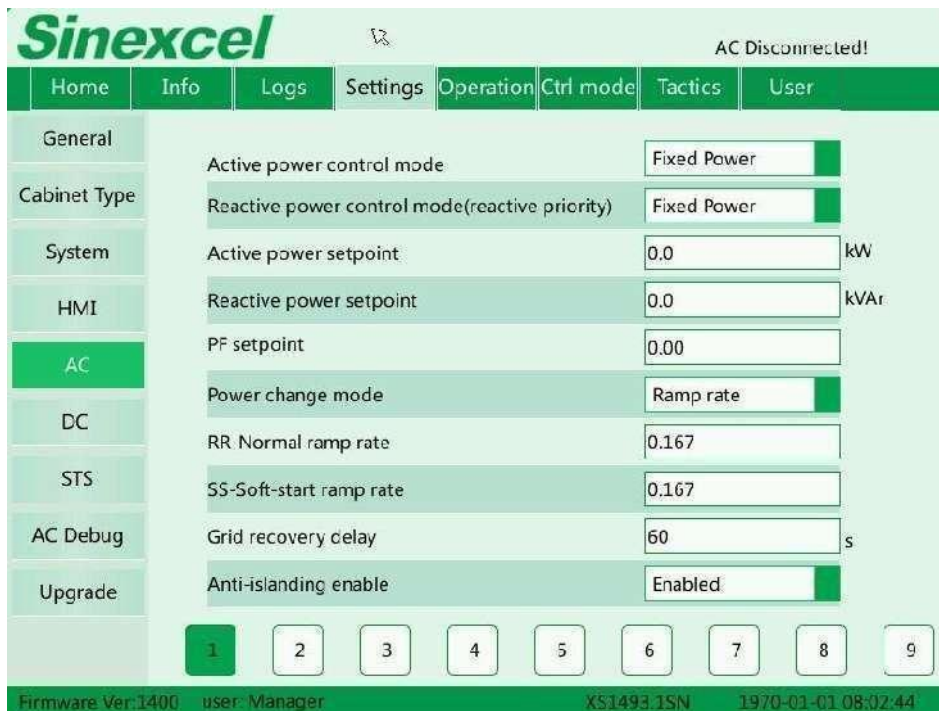 Sinexcel
AC Disconnected!
Home Info Logs Settings Operation Ctrl mode Tactics User
General
Cabinet Type
System
HMI
AC
DC
STS
AC Debug
Upgrade
Active power control mode Fixed Power
Reactive power control mode(reactive priority) Fixed Power
Active power setpoint 0.0 kW
Reactive power setpoint 0.0 kVAr
PF setpoint 0.00
Power change mode Ramp rate
RR-Normal ramp rate 0.167
SS-Soft-start ramp rate 0.167
Grid recovery delay 60 s
Anti-islanding enable Enabled
1 2 3 4 5 6 7 8 9
Firmware Ver:1400 user: Manager XS1493.1SN 1970-01-01 08:02:44